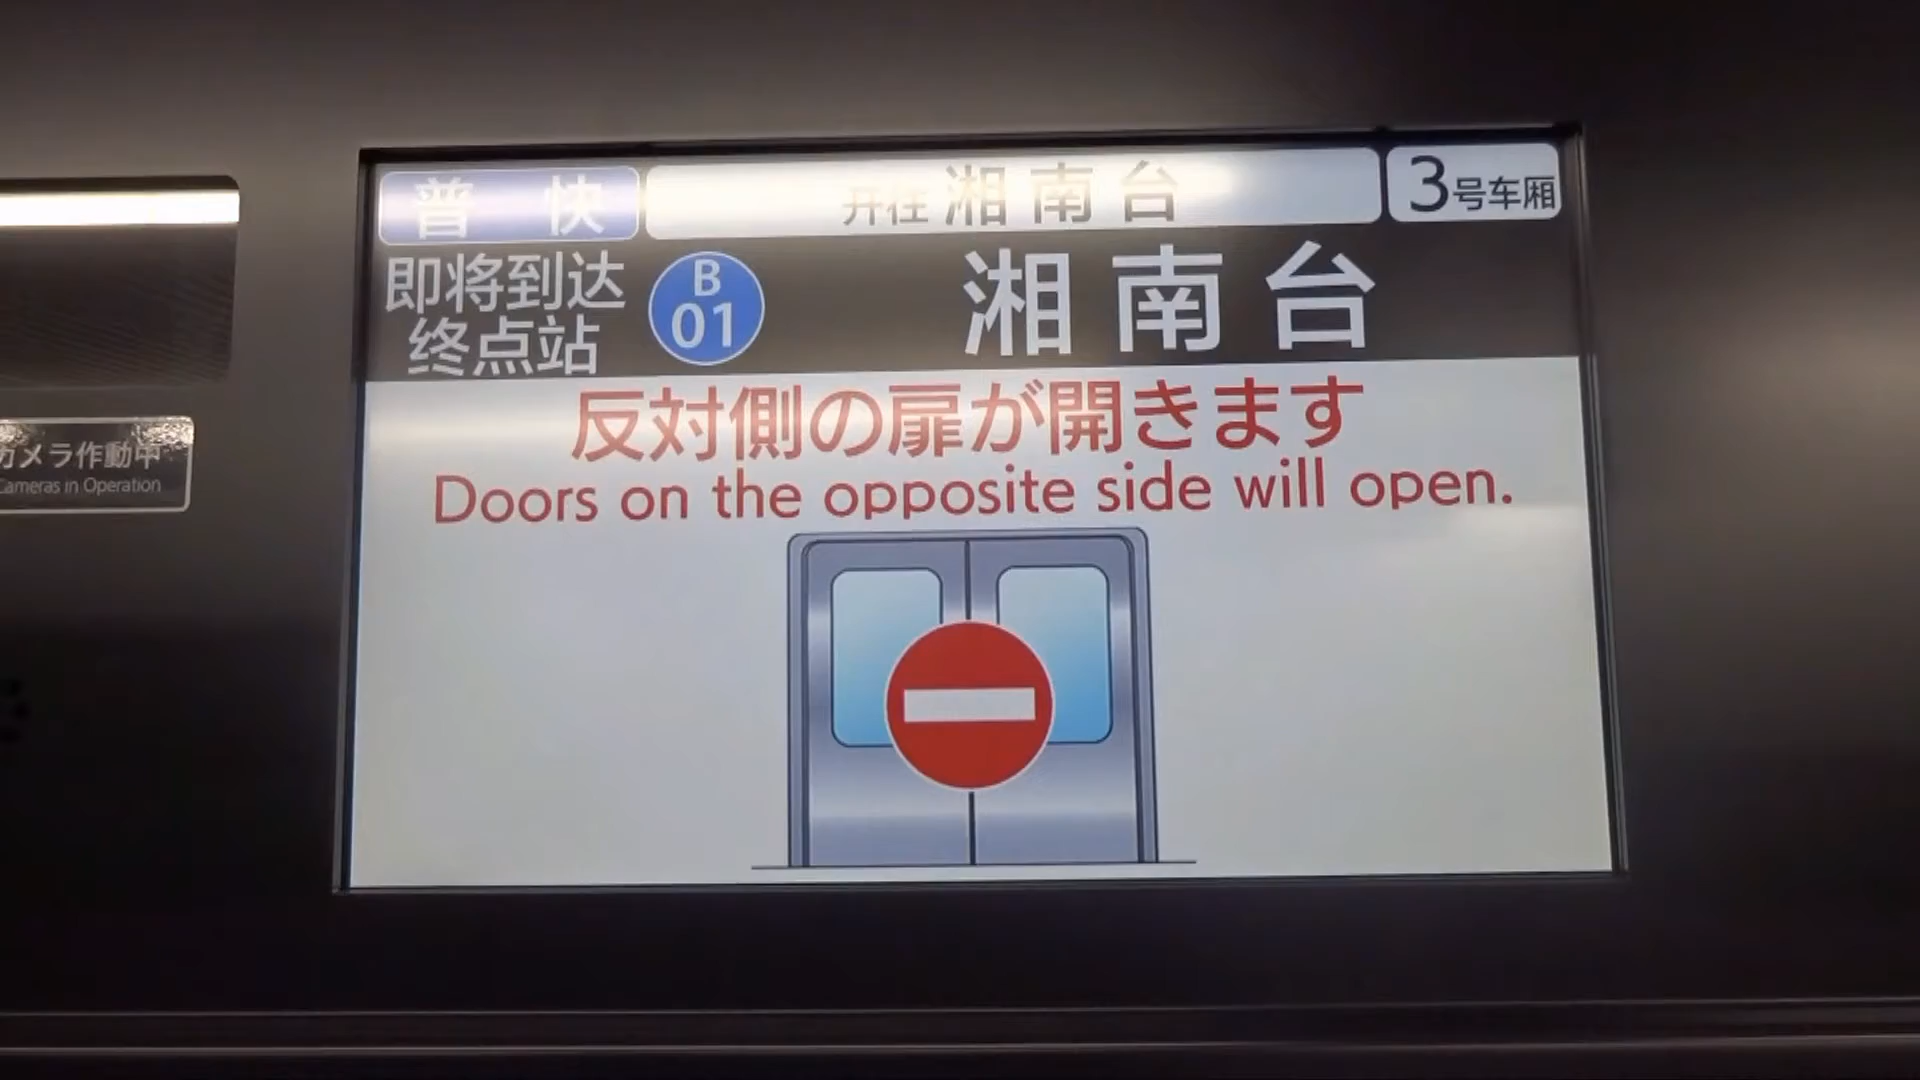 普 快
开往 湘南台
3号车厢
即将到达
终点站
B
01
湘南台
反対側の扉が開きます
Doors on the opposite side will open.
カメラ作動中
Cameras in Operation